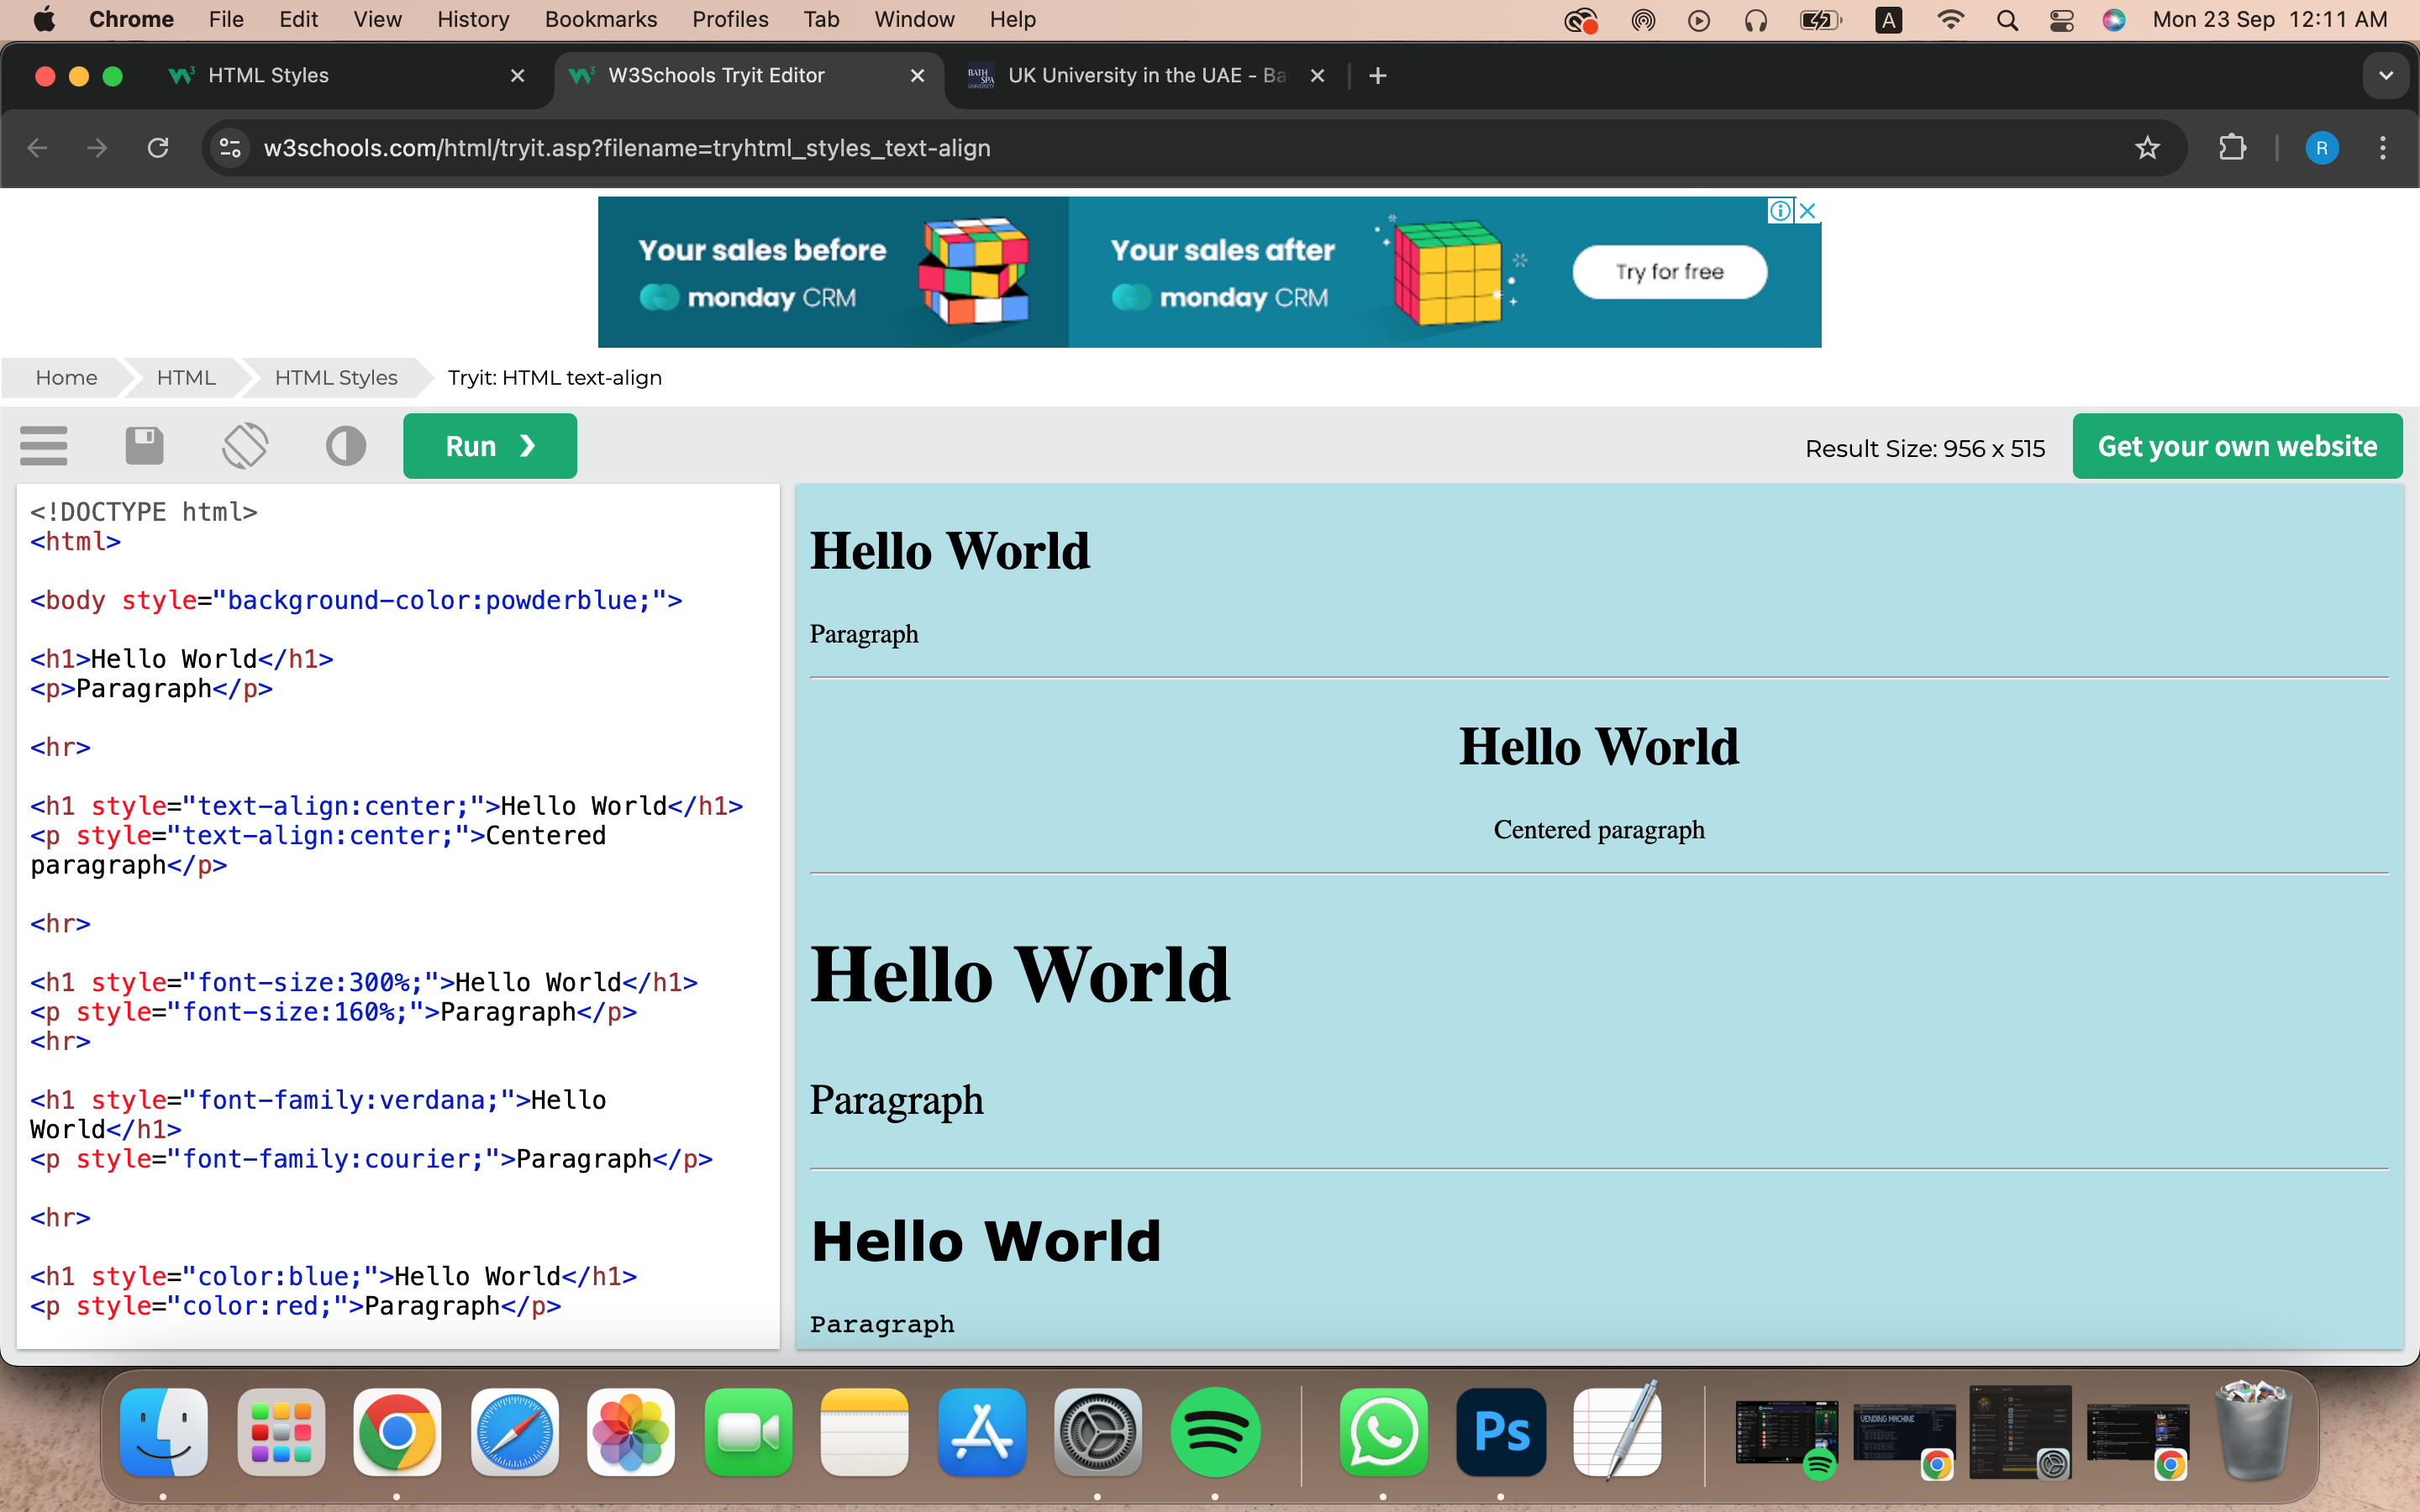 Chrome File Edit View History Bookmarks Profiles Tab Window Help A Mon 23 Sep 12:11 AM
HTML Styles W3Schools Tryit Editor BATH SPA UNIVERSITY UK University in the UAE - Ba
w3schools.com/html/tryit.asp?filename=tryhtml_styles_text-align R
Your sales before
monday CRM
Your sales after
monday CRM
Try for free
Home HTML HTML Styles Tryit: HTML text-align
Run ❯ Result Size: 956 x 515 Get your own website
<!DOCTYPE html>
<html>
<body style="background-color:powderblue;">
<h1>Hello World</h1>
<p>Paragraph</p>
<hr>
<h1 style="text-align:center;">Hello World</h1>
<p style="text-align:center;">Centered
paragraph</p>
<hr>
<h1 style="font-size:300%;">Hello World</h1>
<p style="font-size:160%;">Paragraph</p>
<hr>
<h1 style="font-family:verdana;">Hello
World</h1>
<p style="font-family:courier;">Paragraph</p>
<hr>
<h1 style="color:blue;">Hello World</h1>
<p style="color:red;">Paragraph</p>
Hello World
Paragraph
Hello World
Centered paragraph
Hello World
Paragraph
Hello World
Paragraph
Ps
VENDING MACHINE